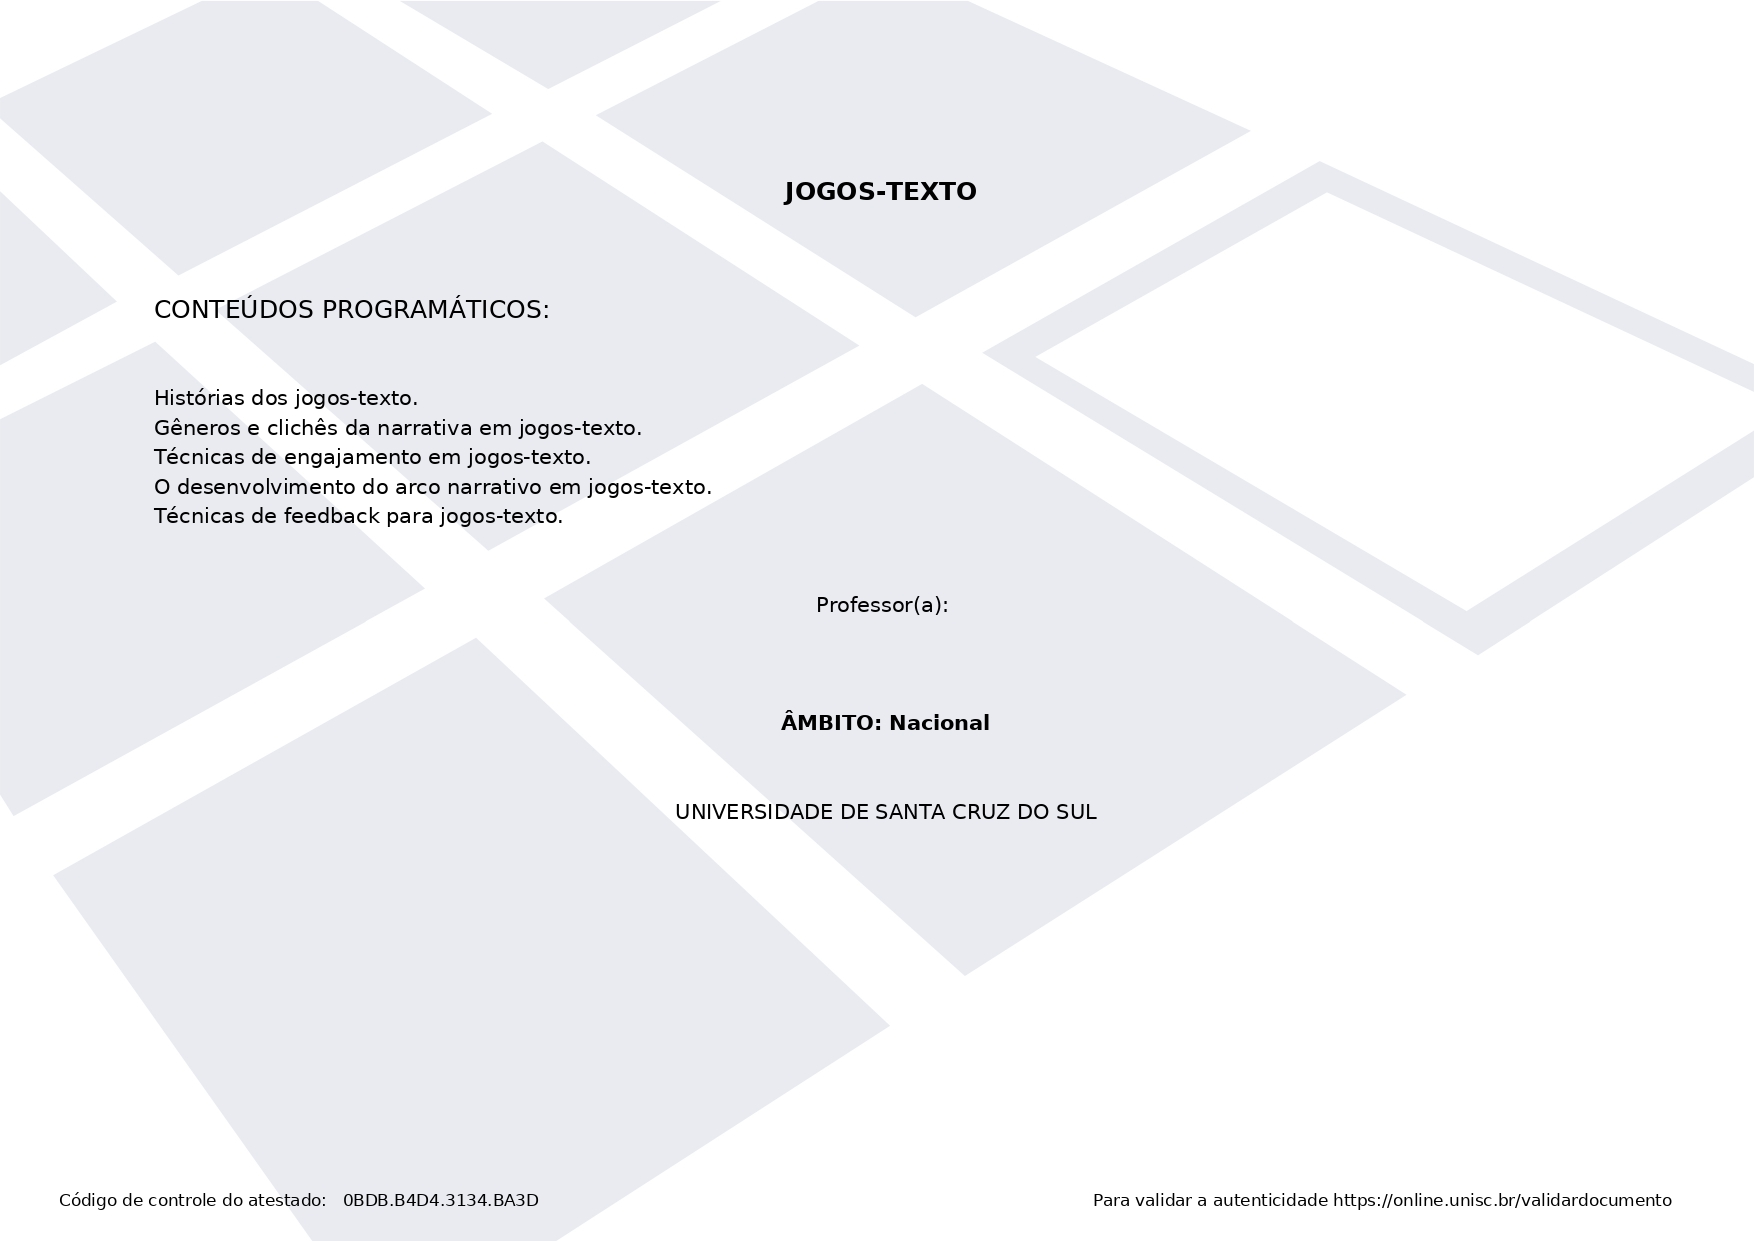 JOGOS-TEXTO
CONTEÚDOS PROGRAMÁTICOS:
Histórias dos jogos-texto.
Gêneros e clichês da narrativa em jogos-texto.
Técnicas de engajamento em jogos-texto.
O desenvolvimento do arco narrativo em jogos-texto.
Técnicas de feedback para jogos-texto.
Professor(a):
ÂMBITO: Nacional
UNIVERSIDADE DE SANTA CRUZ DO SUL
Código de controle do atestado: 0BDB.B4D4.3134.BA3D
Para validar a autenticidade https://online.unisc.br/validardocumento